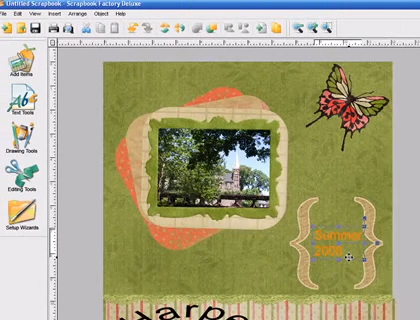 Untitled Scrapbook - Scrapbook Factory Deluxe
File Edit View Insert Arrange Object Help
Add Items
Text Tools
Drawing Tools
Editing Tools
Setup Wizards
Summer